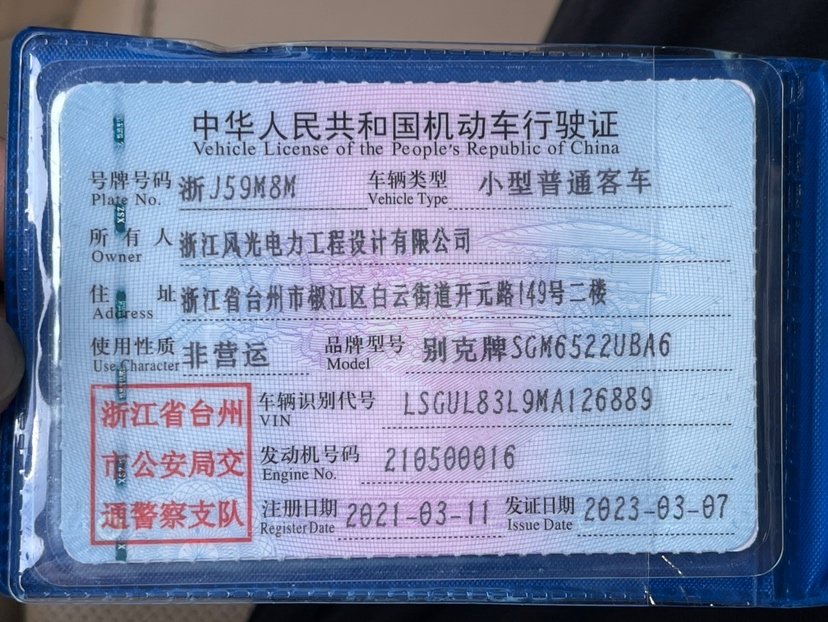 中华人民共和国机动车行驶证
Vehicle License of the People's Republic of China
号牌号码 浙J59M8M 车辆类型 小型普通客车
Plate No. Vehicle Type
所有人 浙江风光电力工程设计有限公司
Owner
住址 浙江省台州市椒江区白云街道开元路149号二楼
Address
使用性质 非营运 品牌型号 别克牌SGM6522UBA6
Use Character Model
浙江省台州
市公安局交
通警察支队
车辆识别代号 LSGUL83L9MA126889
VIN
发动机号码 210500016
Engine No.
注册日期 2021-03-11 发证日期 2023-03-07
Register Date Issue Date